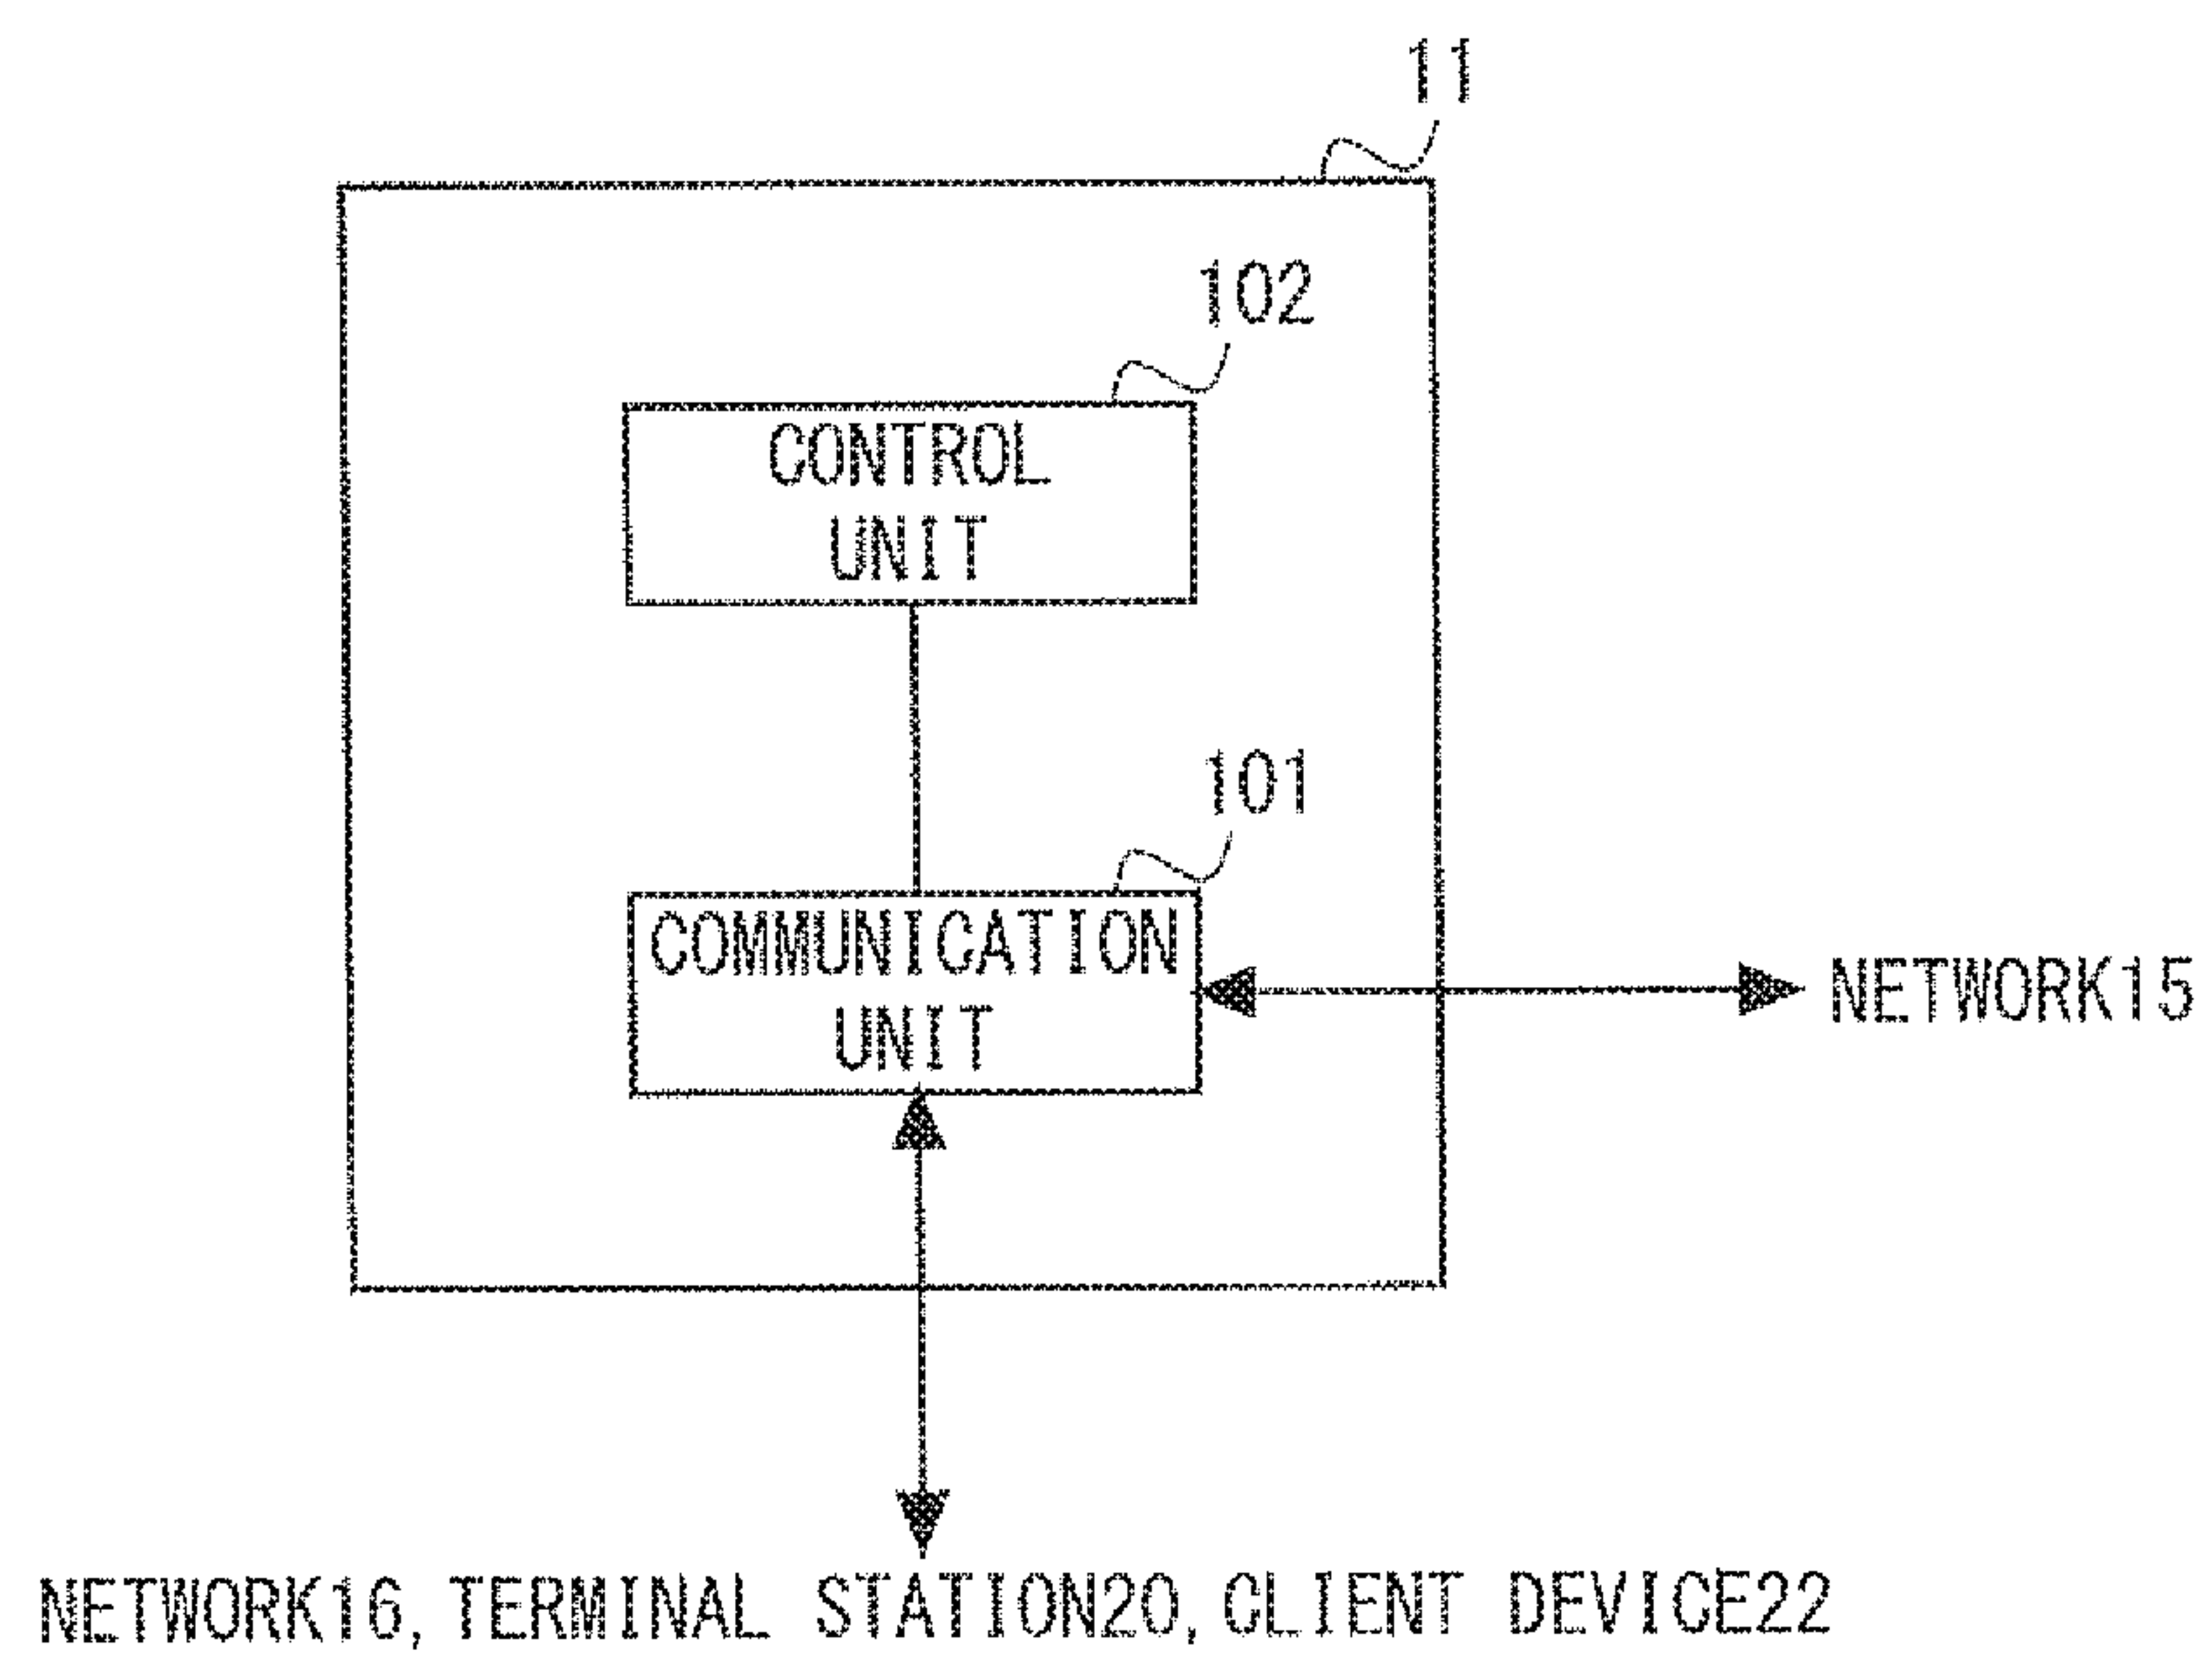 11
102
CONTROL
UNIT
101
COMMUNICATION
UNIT
NETWORK15
NETWORK16, TERMINAL STATION20, CLIENT DEVICE22